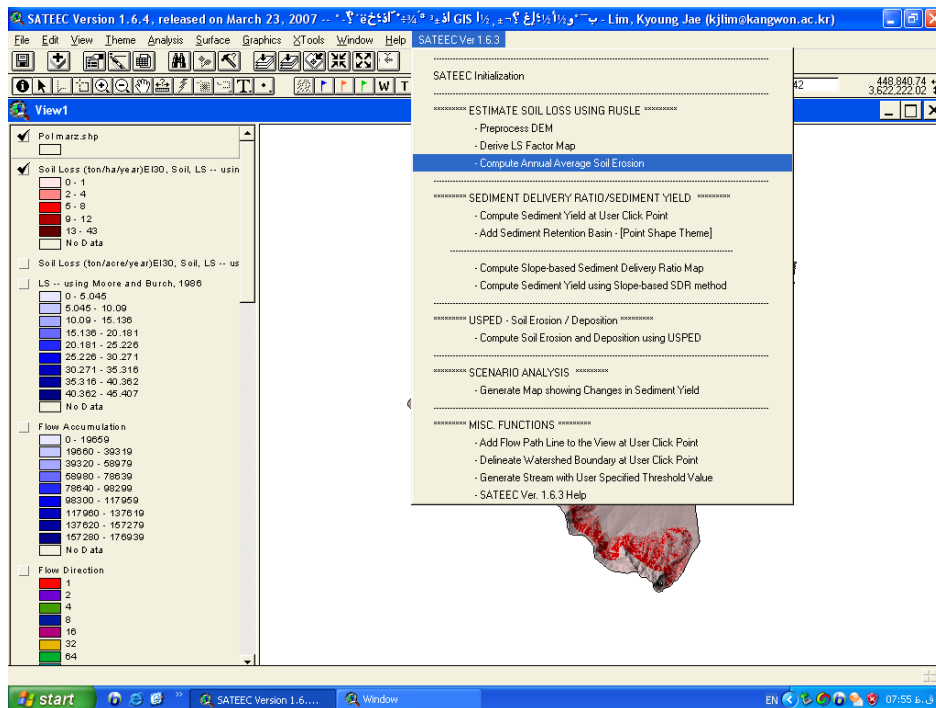 SATEEC Version 1.6.4, released on March 23, 2007 -- GIS - Lim, Kyoung Jae (kjlim@kangwon.ac.kr)
File Edit View Theme Analysis Surface Graphics XTools Window Help SATEEC Ver 1.6.3
W T 42 448,840.74
3,622,222.02
View1
Polmarz.shp
Soil Loss (ton/ha/year)EI30, Soil, LS -- usin
0 - 1
2 - 4
5 - 8
9 - 12
13 - 43
No Data
Soil Loss (ton/acre/year)EI30, Soil, LS -- us
LS -- using Moore and Burch, 1986
0 - 5.045
5.045 - 10.09
10.09 - 15.136
15.136 - 20.181
20.181 - 25.226
25.226 - 30.271
30.271 - 35.316
35.316 - 40.362
40.362 - 45.407
No Data
Flow Accumulation
0 - 19659
19660 - 39319
39320 - 58979
58980 - 78639
78640 - 98299
98300 - 117959
117960 - 137619
137620 - 157279
157280 - 176939
No Data
Flow Direction
1
2
4
8
16
32
64
SATEEC Initialization
********* ESTIMATE SOIL LOSS USING RUSLE *********
- Preprocess DEM
- Derive LS Factor Map
- Compute Annual Average Soil Erosion
********* SEDIMENT DELIVERY RATIO/SEDIMENT YIELD *********
- Compute Sediment Yield at User Click Point
- Add Sediment Retention Basin - [Point Shape Theme]
- Compute Slope-based Sediment Delivery Ratio Map
- Compute Sediment Yield using Slope-based SDR method
********* USPED - Soil Erosion / Deposition *********
- Compute Soil Erosion and Deposition using USPED
********* SCENARIO ANALYSIS *********
- Generate Map showing Changes in Sediment Yield
********* MISC. FUNCTIONS *********
- Add Flow Path Line to the View at User Click Point
- Delineate Watershed Boundary at User Click Point
- Generate Stream with User Specified Threshold Value
- SATEEC Ver. 1.6.3 Help
start SATEEC Version 1.6.... Window EN 07:55 ق.ظ